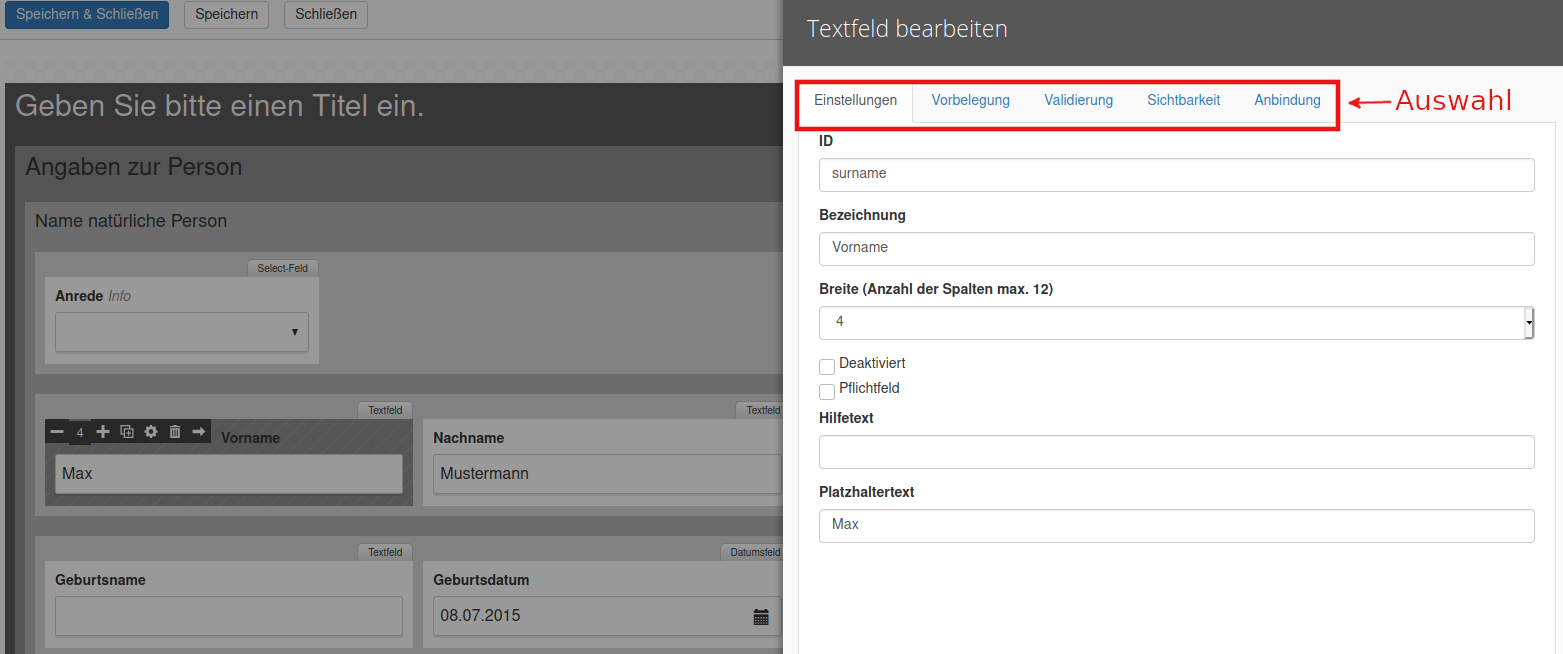 Speichern & Schließen Speichern Schließen
Geben Sie bitte einen Titel ein.
Angaben zur Person
Name natürliche Person
Select-Feld
Anrede Info
Textfeld Textfeld
4 Vorname Nachname
Max Mustermann
Textfeld Datumsfeld
Geburtsname Geburtsdatum
08.07.2015
Textfeld bearbeiten
Einstellungen Vorbelegung Validierung Sichtbarkeit Anbindung Auswahl
ID
surname
Bezeichnung
Vorname
Breite (Anzahl der Spalten max. 12)
4
Deaktiviert
Pflichtfeld
Hilfetext
Platzhaltertext
Max